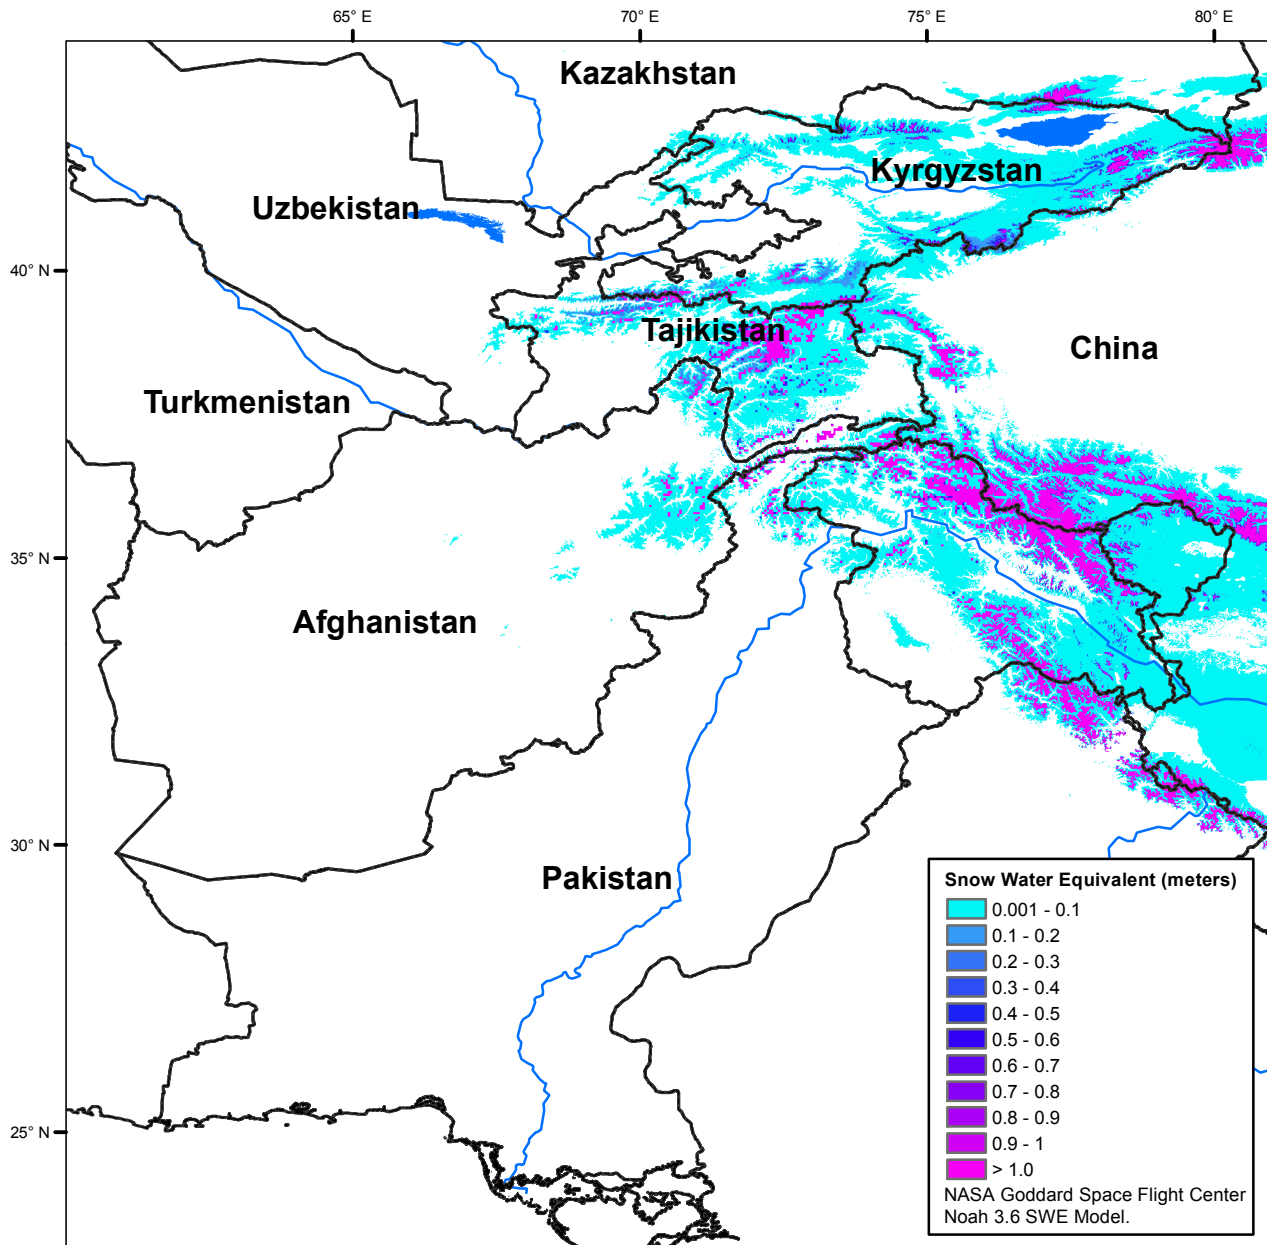 65° E
70° E
75° E
80° E
Kazakhstan
Kyrgyzstan
Uzbekistan
40° N
Tajikistan
China
Turkmenistan
35° N
Afghanistan
30° N
Pakistan
25° N
Snow Water Equivalent (meters)
0.001 - 0.1
0.1 - 0.2
0.2 - 0.3
0.3 - 0.4
0.4 - 0.5
0.5 - 0.6
0.6 - 0.7
0.7 - 0.8
0.8 - 0.9
0.9 - 1
> 1.0
NASA Goddard Space Flight Center
Noah 3.6 SWE Model.